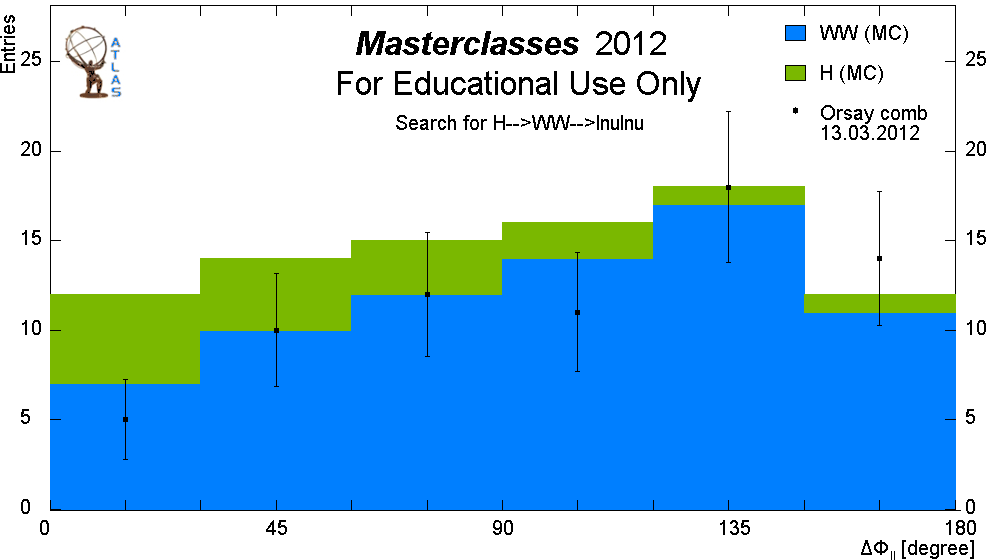 Entries
ATLAS
Masterclasses 2012
For Educational Use Only
Search for H-->WW-->lnulnu
WW (MC)
H (MC)
Orsay comb
13.03.2012
25
20
15
10
5
0
25
20
15
10
5
0
0 45 90 135 180
ΔΦll [degree]